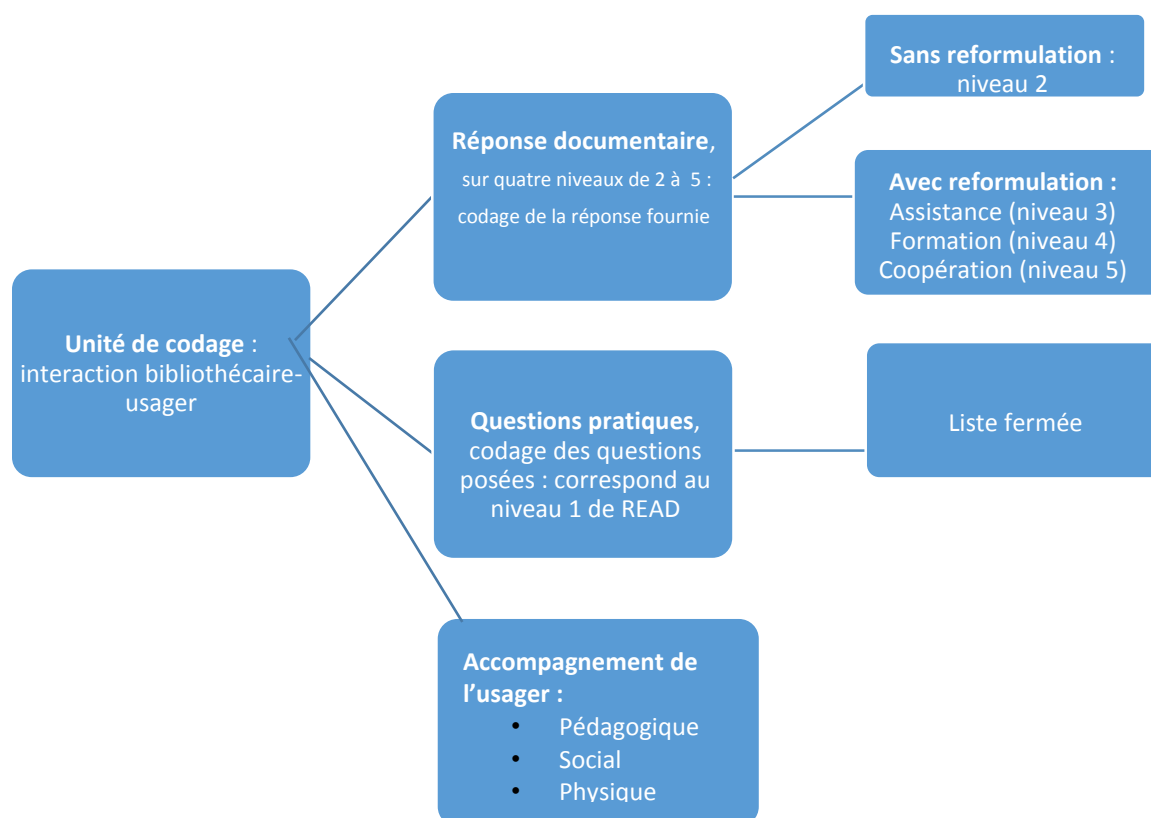 Unité de codage :
interaction bibliothécaire-
usager
Réponse documentaire,
sur quatre niveaux de 2 à 5 :
codage de la réponse fournie
Sans reformulation :
niveau 2
Avec reformulation :
Assistance (niveau 3)
Formation (niveau 4)
Coopération (niveau 5)
Questions pratiques,
codage des questions
posées : correspond au
niveau 1 de READ
Liste fermée
Accompagnement de
l’usager :
• Pédagogique
• Social
• Physique